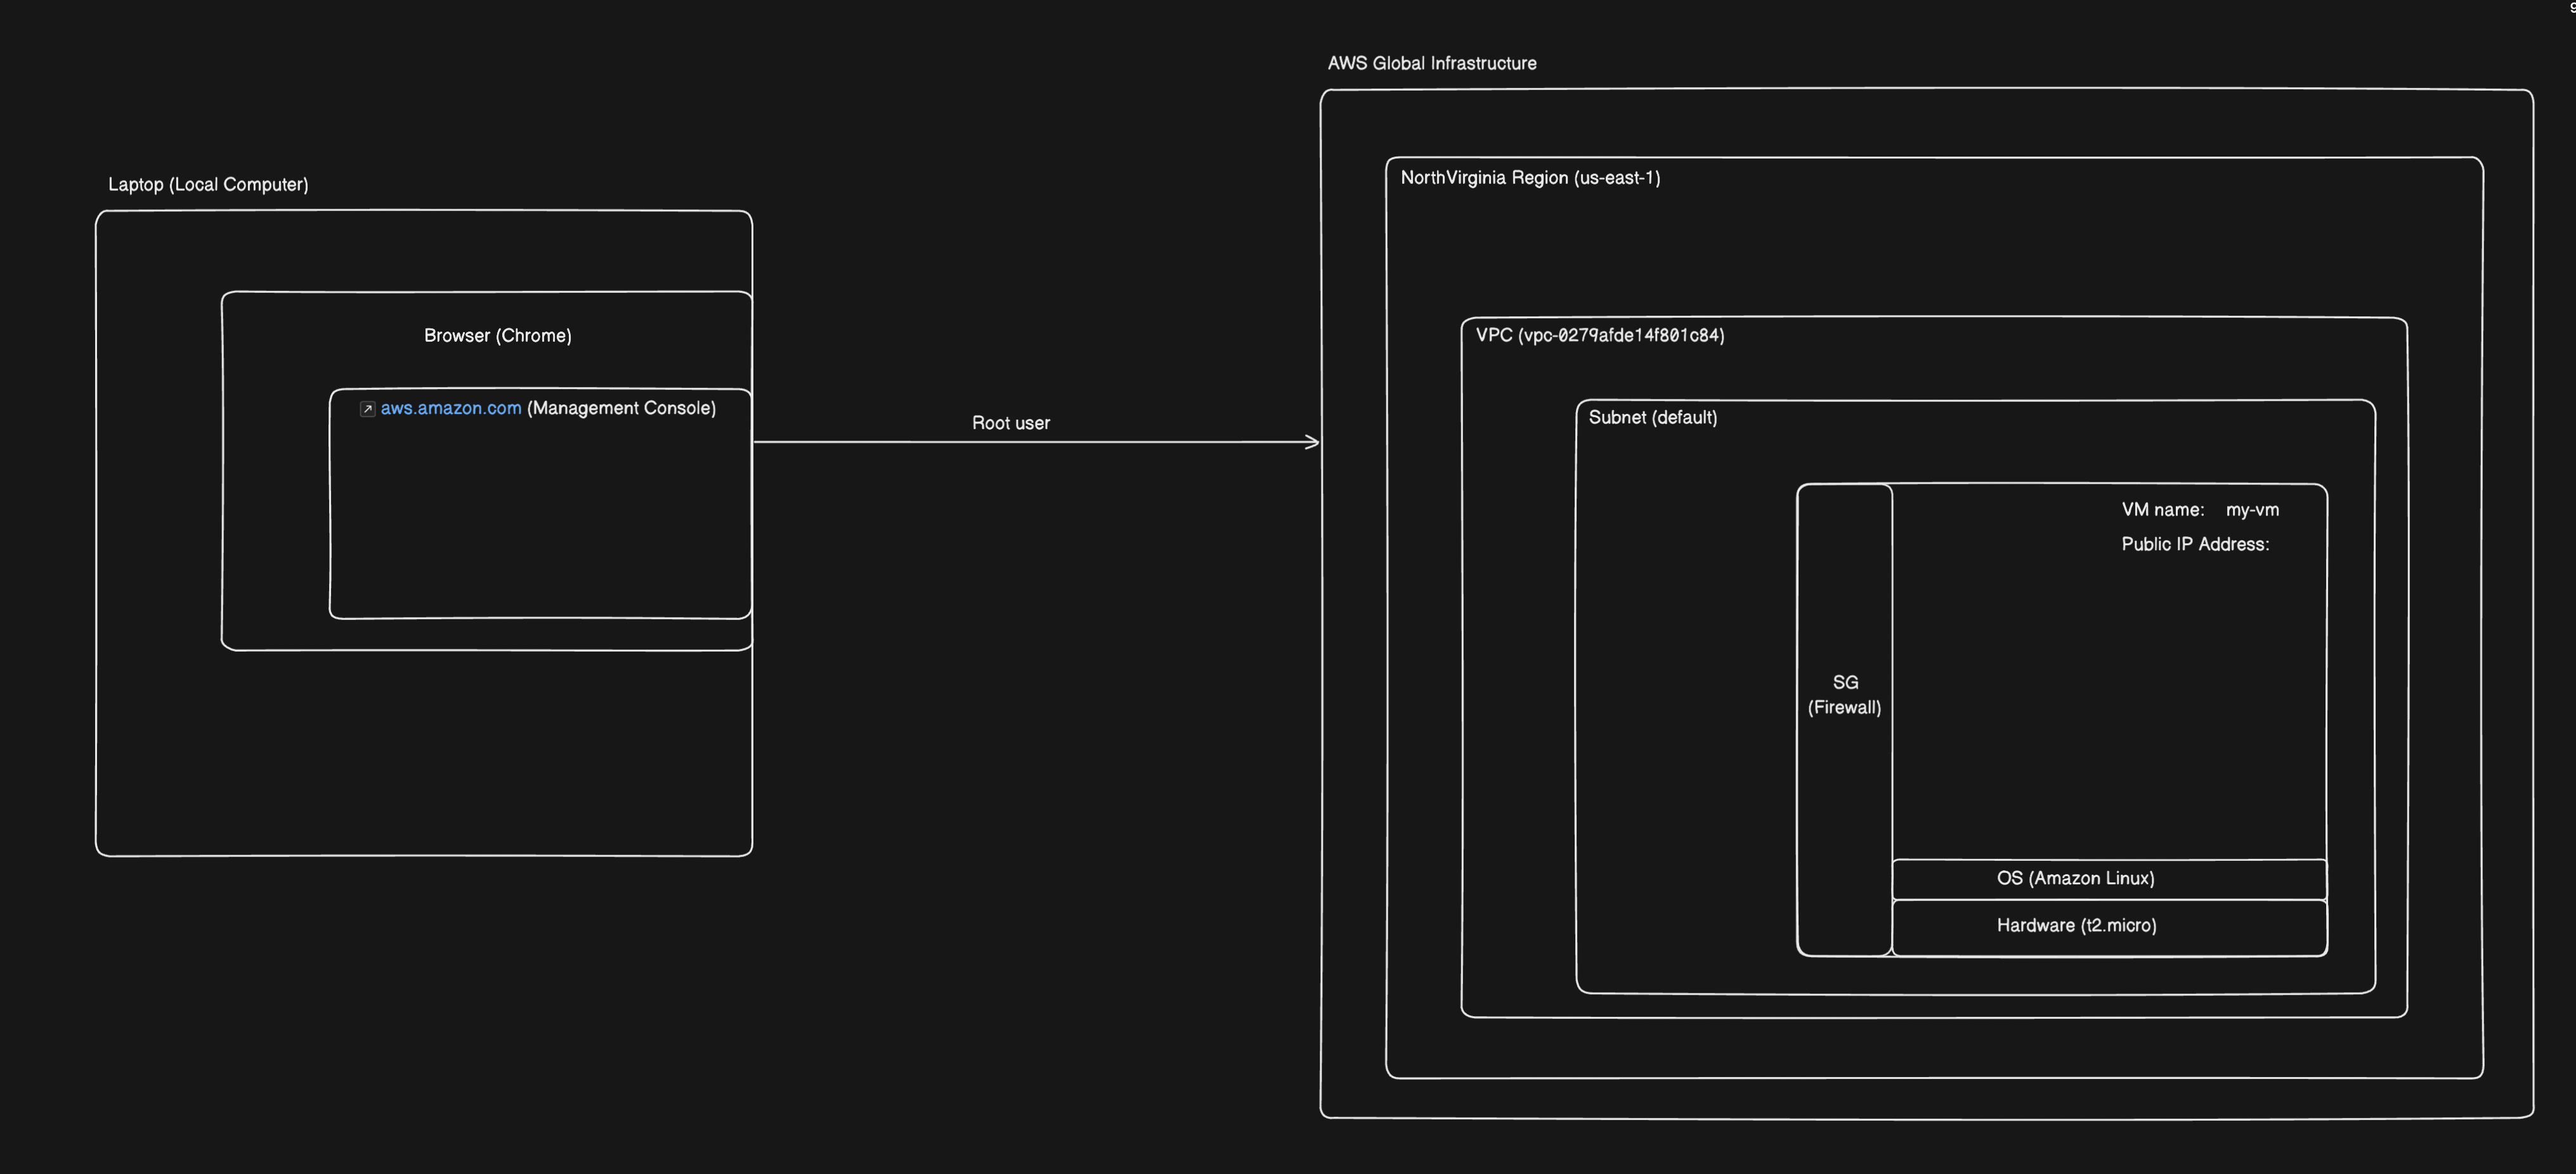 AWS Global Infrastructure
NorthVirginia Region (us-east-1)
Laptop (Local Computer)
Browser (Chrome)
VPC (vpc-0279afde14f801c84)
aws.amazon.com (Management Console)
Subnet (default)
Root user
VM name: my-vm
Public IP Address:
SG
(Firewall)
OS (Amazon Linux)
Hardware (t2.micro)